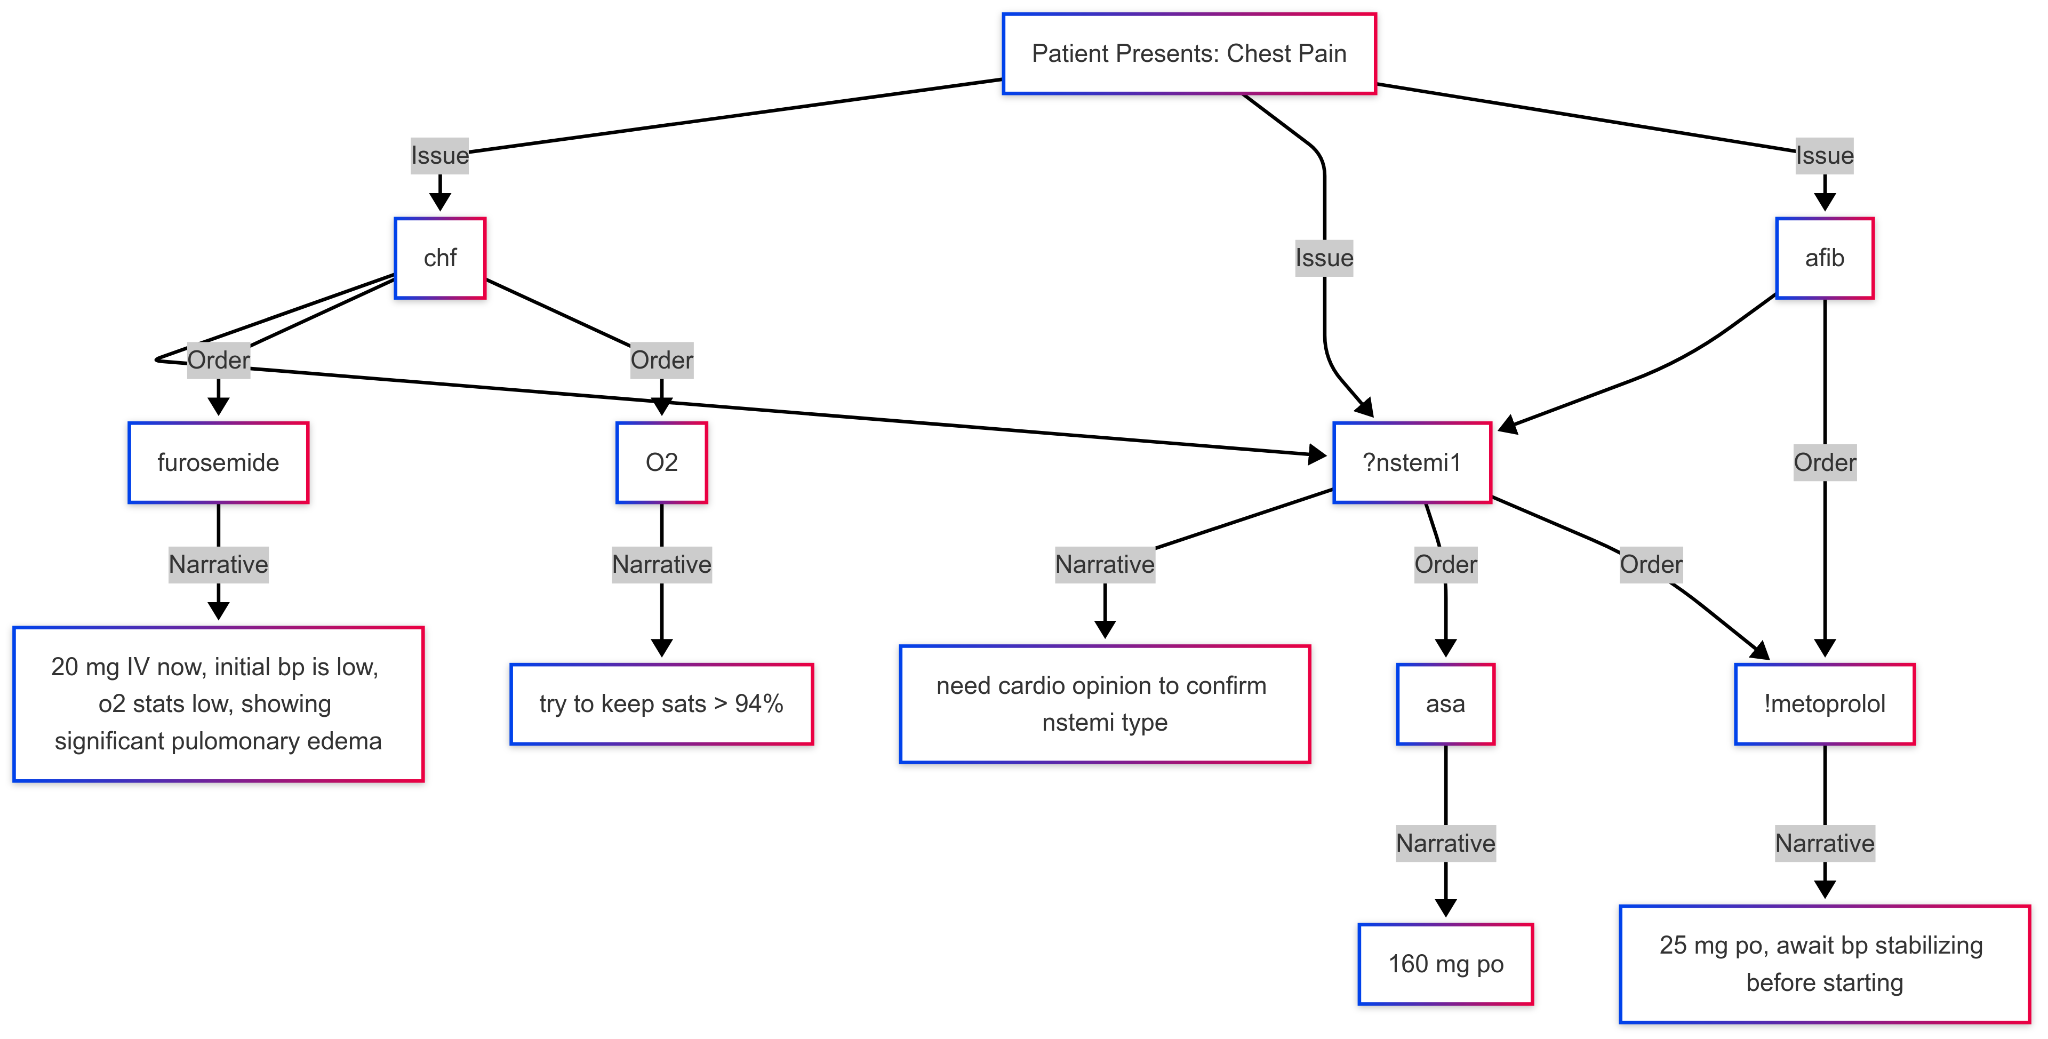 Patient Presents: Chest Pain
Issue
Issue
chf
Issue
afib
Order
Order
furosemide
O2
?nstemi1
Order
Narrative
Narrative
Narrative
Order
Order
20 mg IV now, initial bp is low,
o2 stats low, showing
significant pulomonary edema
try to keep sats > 94%
need cardio opinion to confirm
nstemi type
asa
!metoprolol
Narrative
Narrative
160 mg po
25 mg po, await bp stabilizing
before starting